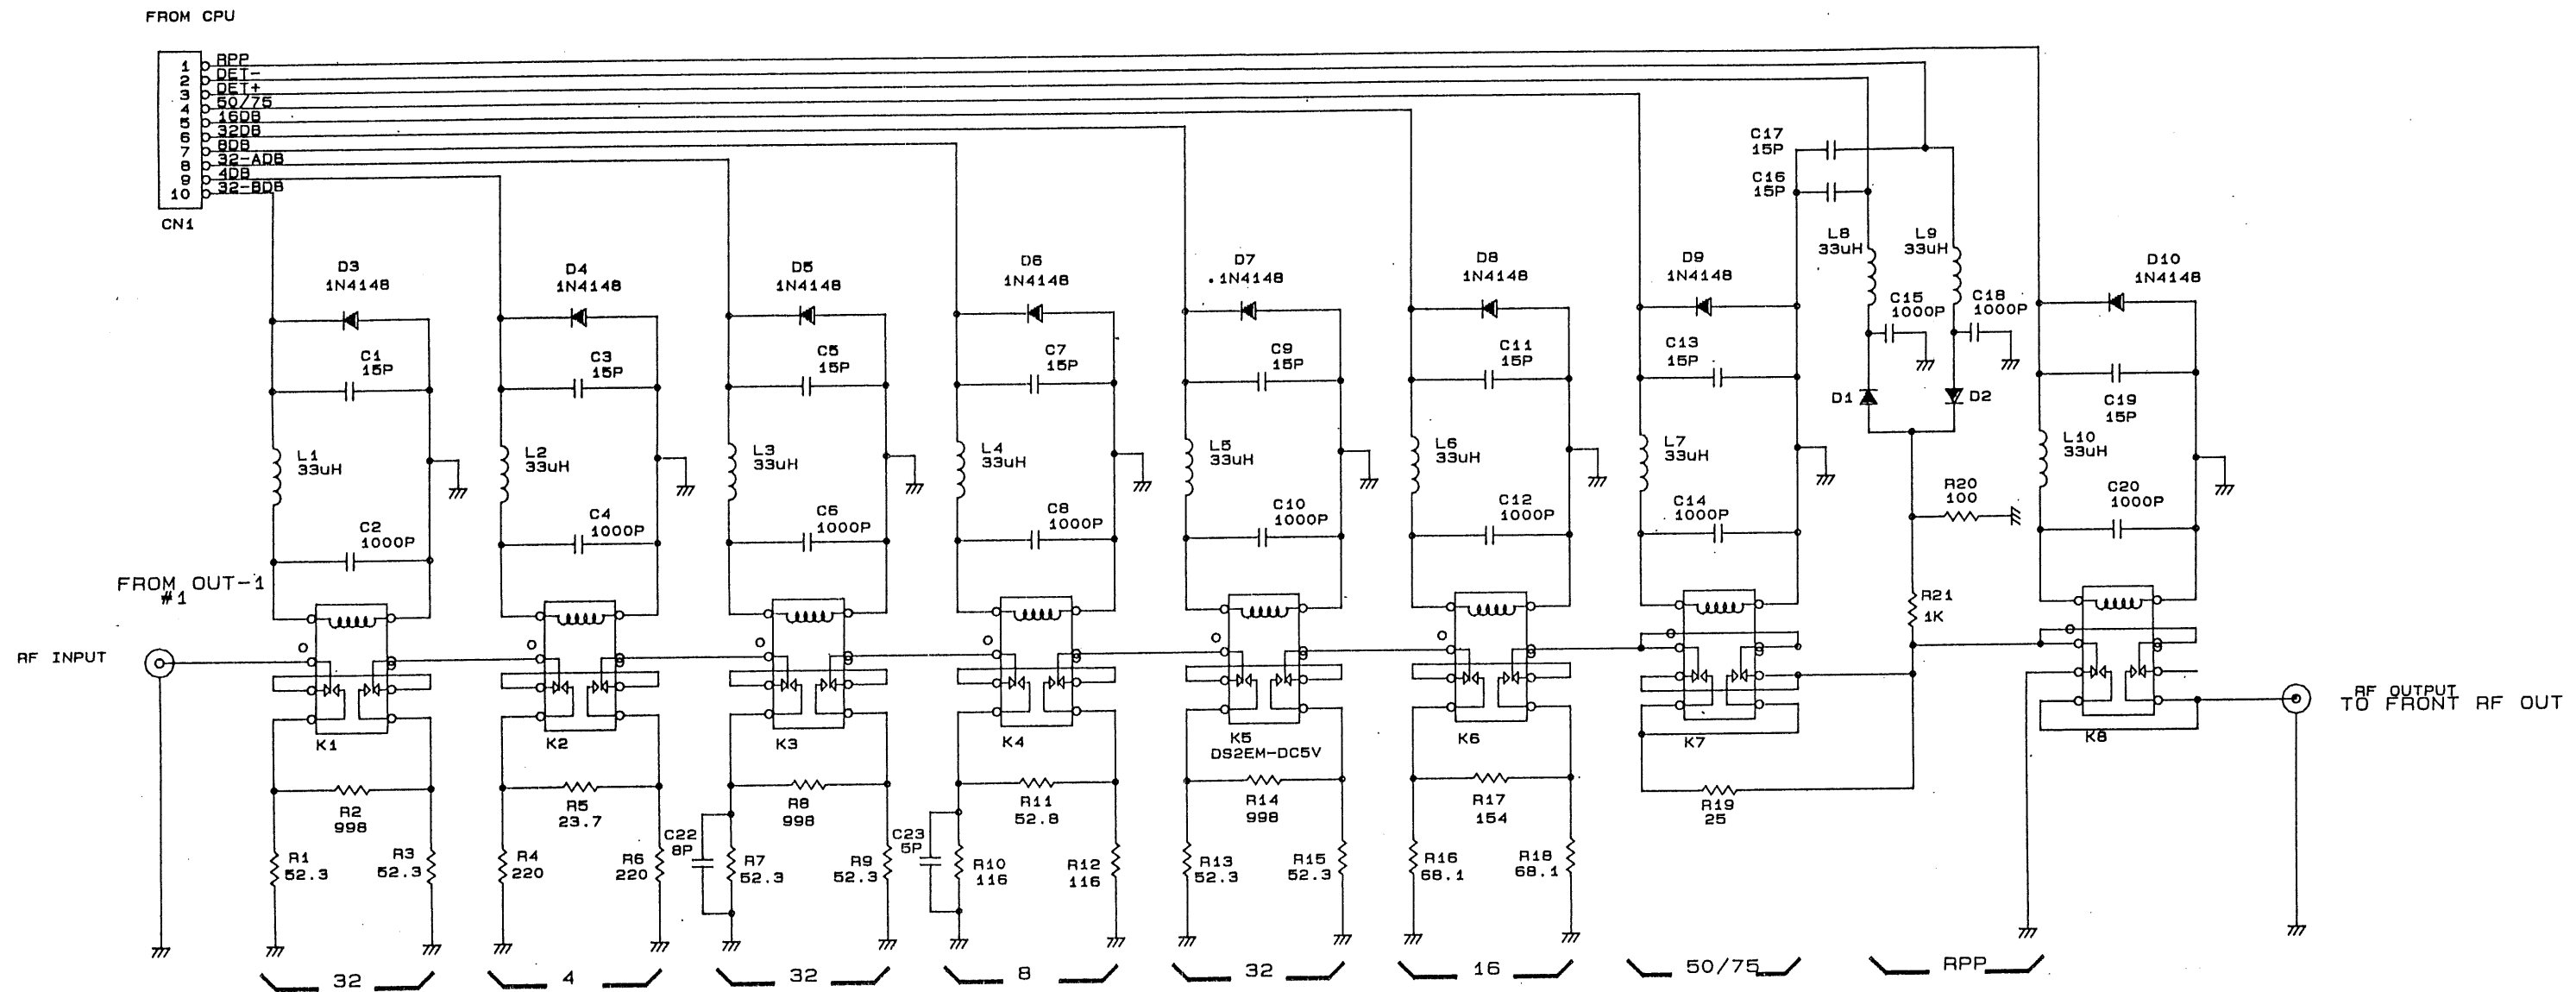 FROM CPU
1 RPP
2 DET-
3 DET+
4 50/75
5 16DB
6 32DB
7 8DB
8 32-ADB
9 4DB
10 32-BDB
CN1
D3
1N4148
D4
1N4148
D5
1N4148
D6
1N4148
D7
1N4148
D8
1N4148
D9
1N4148
C17
15P
C16
15P
L8
33uH
L9
33uH
C15
1000P
C18
1000P
D10
1N4148
C1
15P
C3
15P
C5
15P
C7
15P
C9
15P
C11
15P
C13
15P
D1
D2
C19
15P
L1
33uH
L2
33uH
L3
33uH
L4
33uH
L5
33uH
L6
33uH
L7
33uH
L10
33uH
C2
1000P
C4
1000P
C6
1000P
C8
1000P
C10
1000P
C12
1000P
C14
1000P
R20
100
C20
1000P
R21
1K
FROM OUT-1
#1
RF INPUT
K1
K2
K3
K4
K5
DS2EM-DC5V
K6
K7
K8
RF OUTPUT
TO FRONT RF OUT
R2
998
R5
23.7
R8
998
R11
52.8
R14
998
R17
154
R19
25
R1
52.3
R3
52.3
R4
220
R6
220
C22
8P
R7
52.3
R9
52.3
C23
5P
R10
116
R12
116
R13
52.3
R15
52.3
R16
68.1
R18
68.1
32
4
32
8
32
16
50/75
RPP